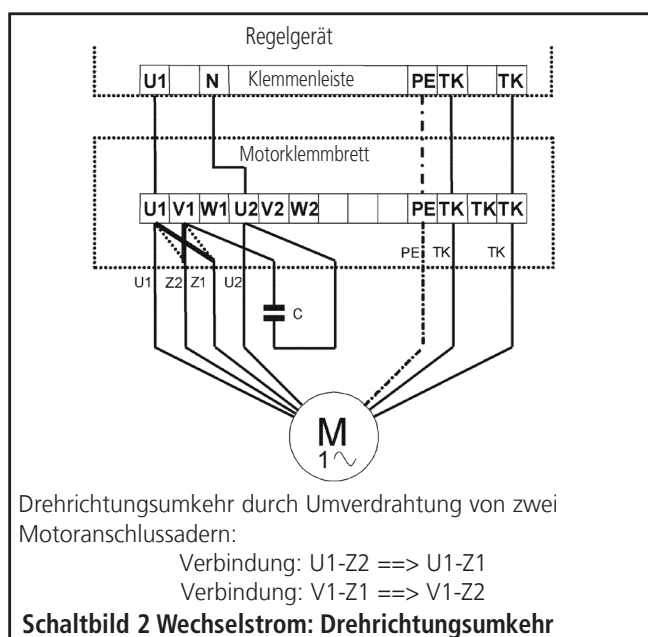 Regelgerät
U1 N Klemmenleiste PE TK TK
Motorklemmbrett
U1 V1 W1 U2 V2 W2 PE TK TK TK
PE TK TK
U1 Z2 Z1 U2
C
M
1~
Drehrichtungsumkehr durch Umverdrahtung von zwei
Motoranschlussadern:
Verbindung: U1-Z2 ==> U1-Z1
Verbindung: V1-Z1 ==> V1-Z2
Schaltbild 2 Wechselstrom: Drehrichtungsumkehr